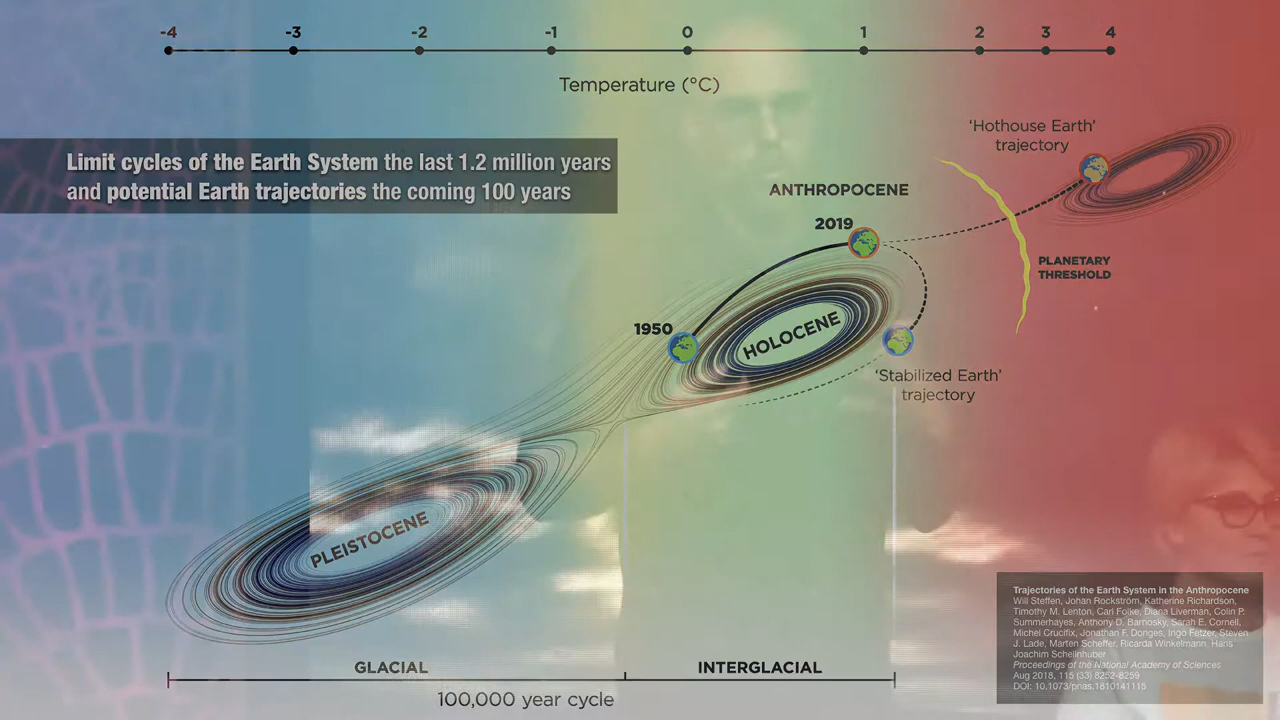 -4 -3 -2 -1 0 1 2 3 4
Temperature (°C)
Limit cycles of the Earth System the last 1.2 million years
and potential Earth trajectories the coming 100 years
'Hothouse Earth'
trajectory
ANTHROPOCENE
2019
PLANETARY
THRESHOLD
1950
HOLOCENE
'Stabilized Earth'
trajectory
PLEISTOCENE
GLACIAL
INTERGLACIAL
100,000 year cycle
Trajectories of the Earth System in the Anthropocene
Will Steffen, Johan Rockström, Katherine Richardson,
Timothy M. Lenton, Carl Folke, Diana Liverman, Colin P.
Summerhayes, Anthony D. Barnosky, Sarah E. Cornell,
Michel Crucifix, Jonathan F. Donges, Ingo Fetzer, Steven
J. Lade, Marten Scheffer, Ricarda Winkelmann, Hans
Joachim Schellnhuber
Proceedings of the National Academy of Sciences
Aug 2018, 115 (33) 8252-8259
DOI: 10.1073/pnas.1810141115